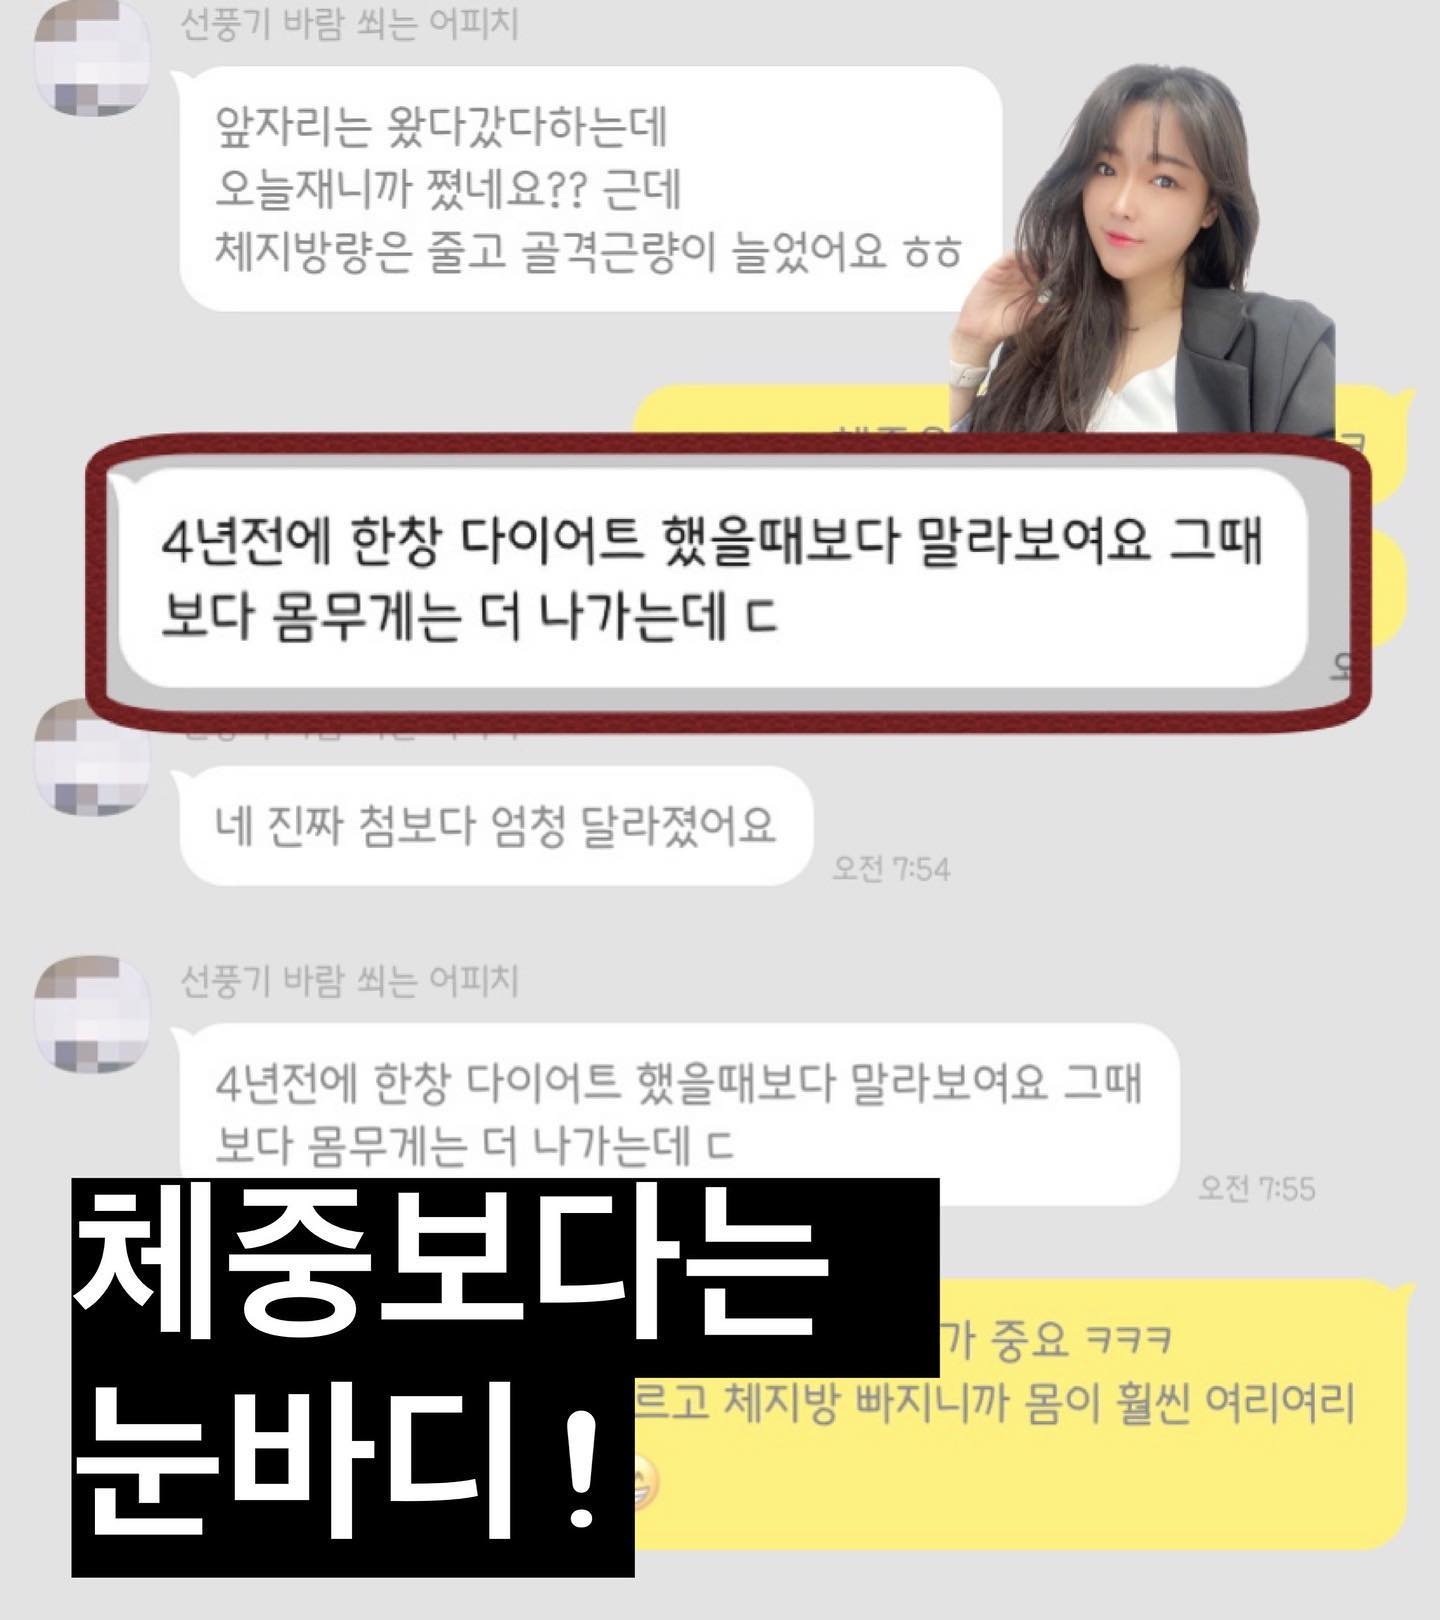 선풍기 바람 쐬는 어피치
앞자리는 왔다갔다하는데
오늘재니까 쪘네요?? 근데
체지방량은 줄고 골격근량이 늘었어요 ㅎㅎ
4년전에 한창 다이어트 했을때보다 말라보여요 그때
보다 몸무게는 더 나가는데 ㄷ
네 진짜 첨보다 엄청 달라졌어요
오전 7:54
선풍기 바람 쐬는 어피치
4년전에 한창 다이어트 했을때보다 말라보여요 그때
보다 몸무게는 더 나가는데 ㄷ
오전 7:55
체중보다는
눈바디!
가 중요 ㅋㅋㅋ
르고 체지방 빠지니까 몸이 훨씬 여리여리